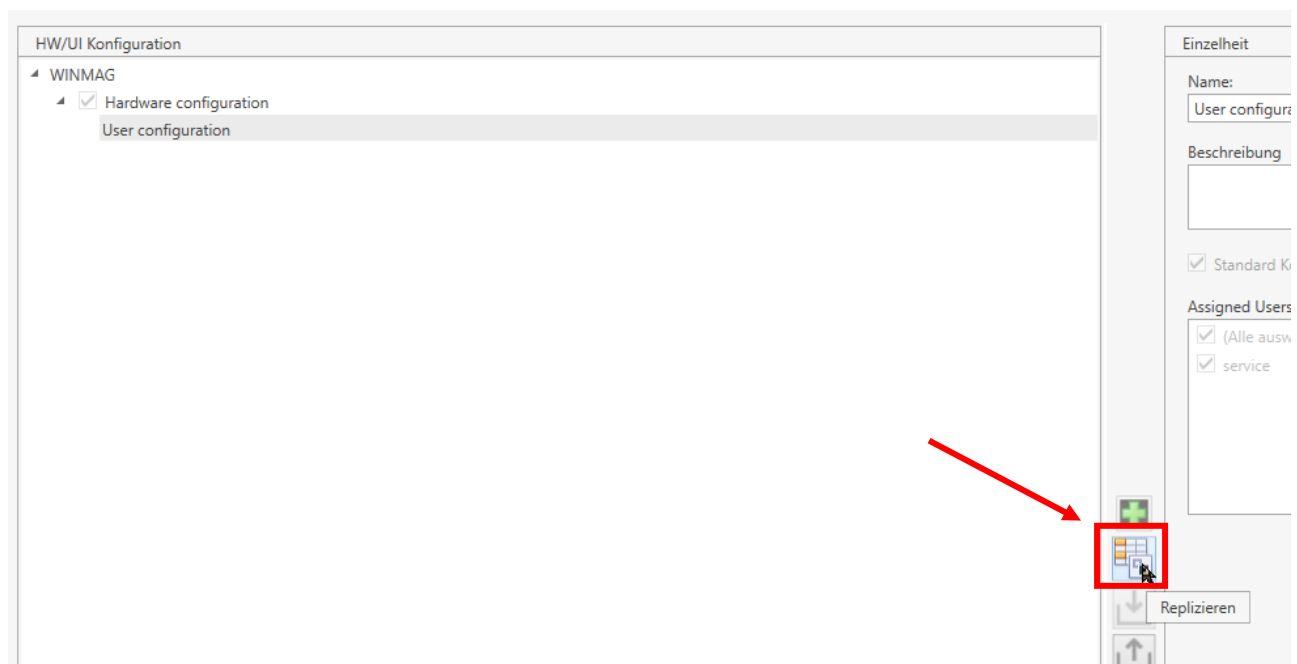 HW/UI Konfiguration
WINMAG
Hardware configuration
User configuration
Einzelheit
Name:
User configura
Beschreibung
Standard K
Assigned Users
(Alle ausw
service
Replizieren